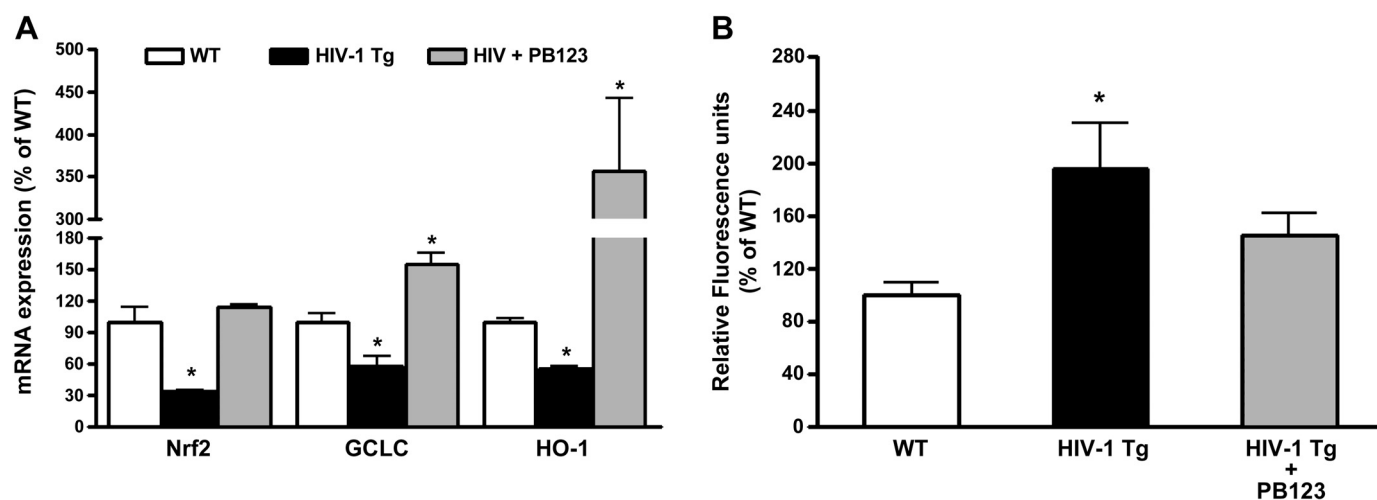 A
mRNA expression (% of WT)
500
450
400
350
300
180
150
120
90
60
30
0
WT
HIV-1 Tg
HIV + PB123
*
*
*
*
*
Nrf2
GCLC
HO-1
B
Relative Fluorescence units
(% of WT)
280
240
200
160
120
80
40
0
*
WT
HIV-1 Tg
HIV-1 Tg
+
PB123